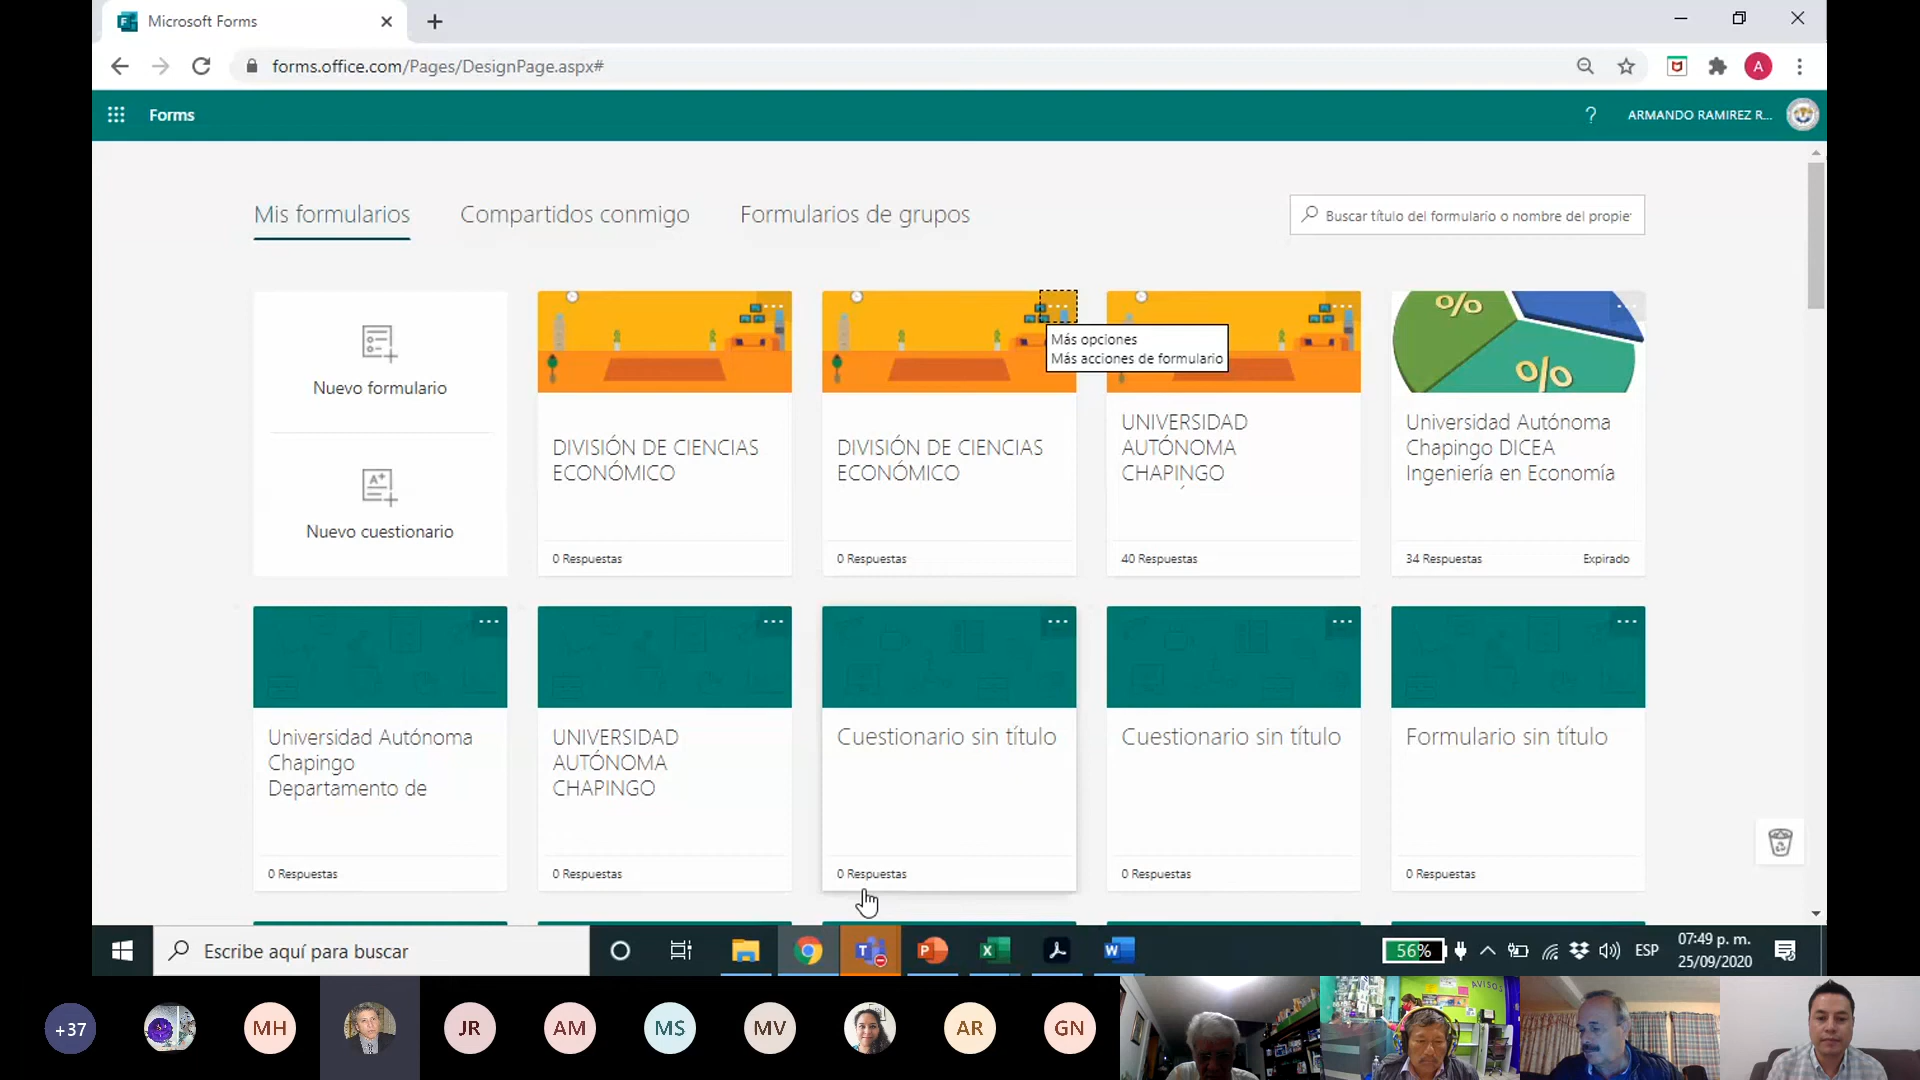 Microsoft Forms
forms.office.com/Pages/DesignPage.aspx#
A
Forms
?
ARMANDO RAMIREZ R...
Mis formularios
Compartidos conmigo
Formularios de grupos
Buscar título del formulario o nombre del propie
Nuevo formulario
Nuevo cuestionario
DIVISIÓN DE CIENCIAS
ECONÓMICO
0 Respuestas
DIVISIÓN DE CIENCIAS
ECONÓMICO
0 Respuestas
Más opciones
Más acciones de formulario
UNIVERSIDAD
AUTÓNOMA
CHAPINGO
40 Respuestas
%
%
Universidad Autónoma
Chapingo DICEA
Ingeniería en Economía
34 Respuestas
Expirado
Universidad Autónoma
Chapingo
Departamento de
0 Respuestas
UNIVERSIDAD
AUTÓNOMA
CHAPINGO
0 Respuestas
Cuestionario sin título
0 Respuestas
Cuestionario sin título
0 Respuestas
Formulario sin título
0 Respuestas
Escribe aquí para buscar
56%
ESP
07:49 p. m.
25/09/2020
+37
MH
JR
AM
MS
MV
AR
GN
AVISOS